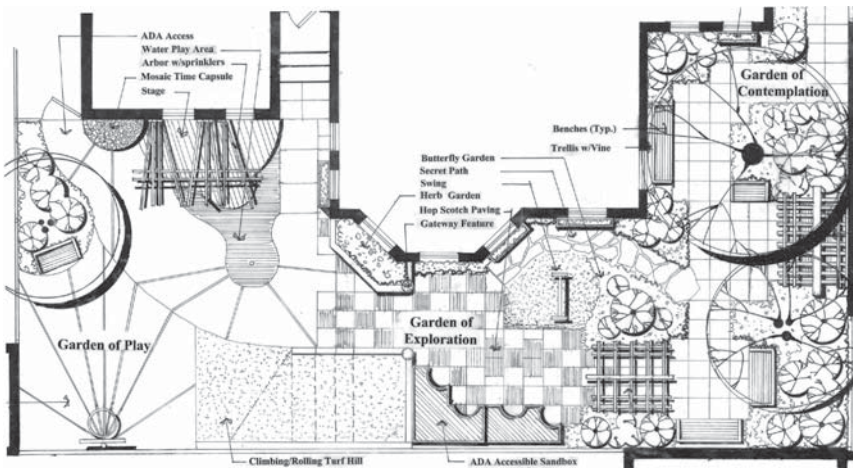 ADA Access
Water Play Area
Arbor w/sprinklers
Mosaic Time Capsule
Stage
Garden of
Contemplation
Benches (Typ.)
Trellis w/Vine
Butterfly Garden
Secret Path
Swing
Herb Garden
Hop Scotch Paving
Gateway Feature
Garden of Play
Garden of
Exploration
Climbing/Rolling Turf Hill
ADA Accessible Sandbox